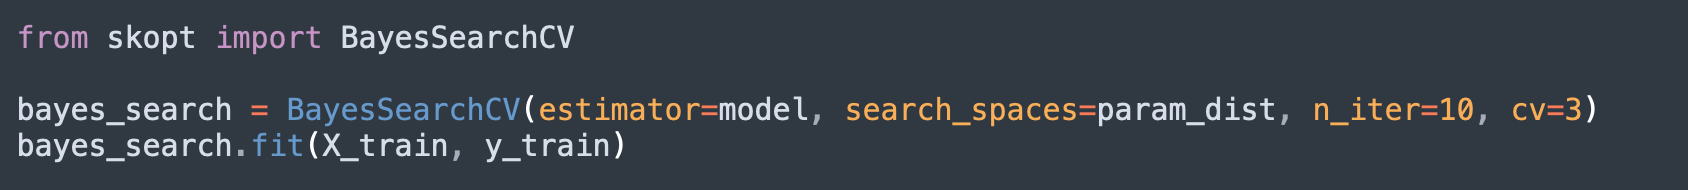 from skopt import BayesSearchCV
bayes_search = BayesSearchCV(estimator=model, search_spaces=param_dist, n_iter=10, cv=3)
bayes_search.fit(X_train, y_train)